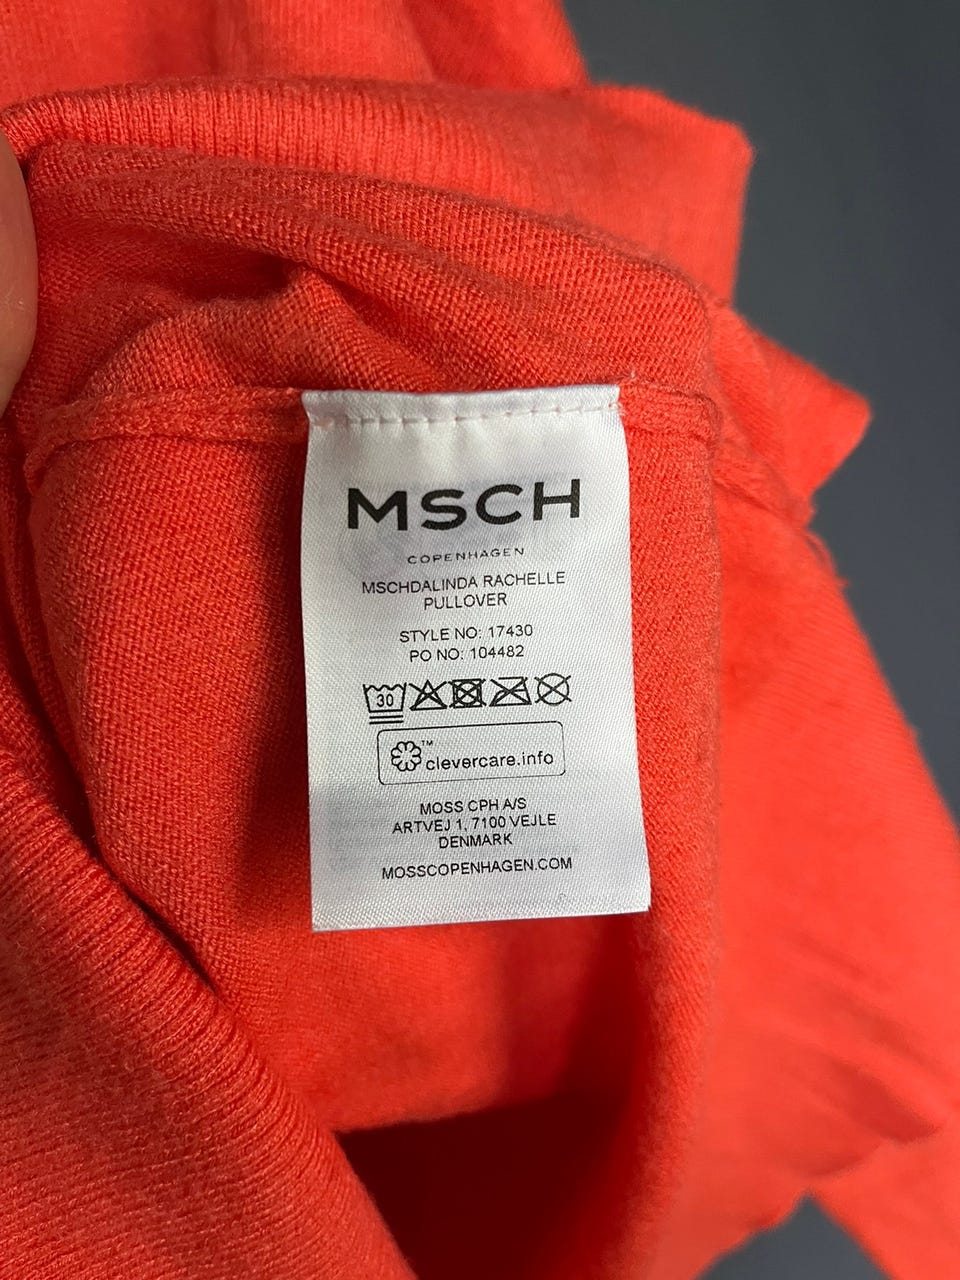 MSCH
COPENHAGEN
MSCHDALINDA RACHELLE
PULLOVER
STYLE NO: 17430
PO NO: 104482
30
™
clevercare.info
MOSS CPH A/S
ARTVEJ 1, 7100 VEJLE
DENMARK
MOSSCOPENHAGEN.COM